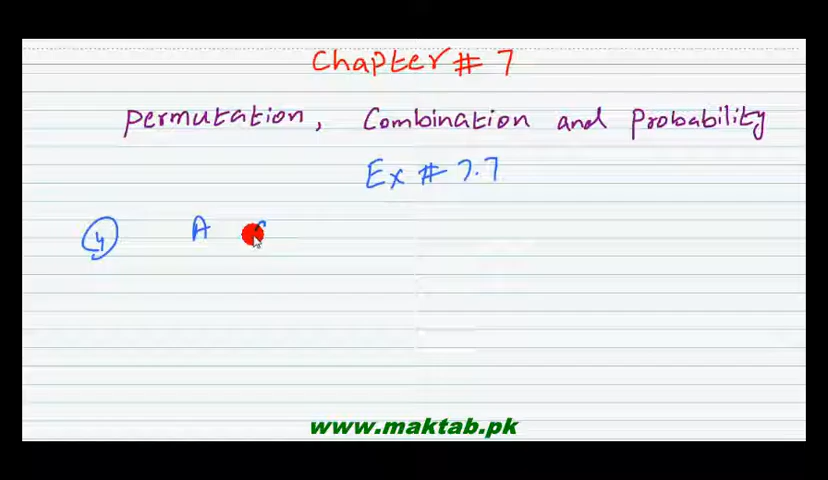 Chapter # 7
Permutation, Combination and Probability
Ex # 7.7
4 A
www.maktab.pk